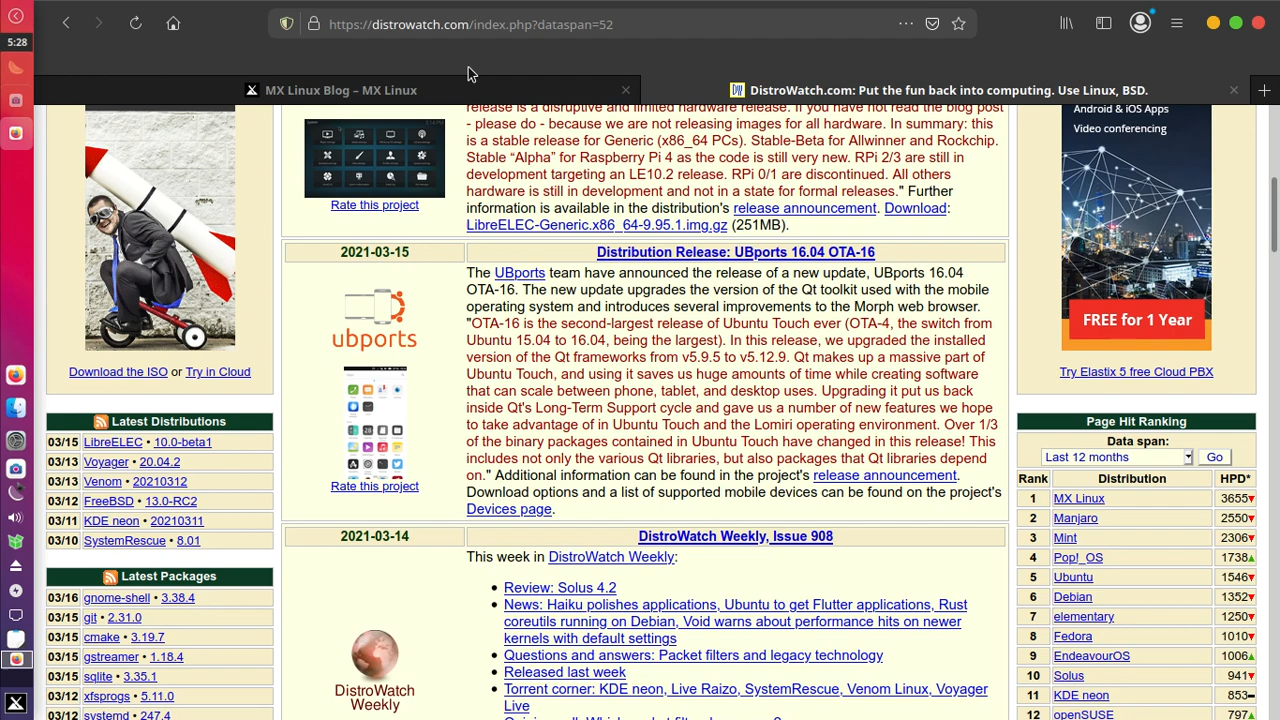 5:28
https://distrowatch.com/index.php?dataspan=52
MX Linux Blog – MX Linux
DistroWatch.com: Put the fun back into computing. Use Linux, BSD.
Download the ISO or Try in Cloud
Latest Distributions
03/15 LibreELEC • 10.0-beta1
03/13 Voyager • 20.04.2
03/13 Venom • 20210312
03/12 FreeBSD • 13.0-RC2
03/11 KDE neon • 20210311
03/10 SystemRescue • 8.01
Latest Packages
03/16 gnome-shell • 3.38.4
03/15 git • 2.31.0
03/15 cmake • 3.19.7
03/15 gstreamer • 1.18.4
03/15 sqlite • 3.35.1
03/12 xfsprogs • 5.11.0
03/12 systemd • 247.4
Rate this project
release is a disruptive and limited hardware release. If you have not read the blog post
- please do - because we are not releasing images for all hardware. In summary: this
is a stable release for Generic (x86_64 PCs). Stable-Beta for Allwinner and Rockchip.
Stable “Alpha” for Raspberry Pi 4 as the code is still very new. RPi 2/3 are still in
development targeting an LE10.2 release. RPi 0/1 are discontinued. All others
hardware is still in development and not in a state for formal releases." Further
information is available in the distribution's release announcement. Download:
LibreELEC-Generic.x86_64-9.95.1.img.gz (251MB).
2021-03-15
Distribution Release: UBports 16.04 OTA-16
ubports
Rate this project
The UBports team have announced the release of a new update, UBports 16.04
OTA-16. The new update upgrades the version of the Qt toolkit used with the mobile
operating system and introduces several improvements to the Morph web browser.
"OTA-16 is the second-largest release of Ubuntu Touch ever (OTA-4, the switch from
Ubuntu 15.04 to 16.04, being the largest). In this release, we upgraded the installed
version of the Qt frameworks from v5.9.5 to v5.12.9. Qt makes up a massive part of
Ubuntu Touch, and using it saves us huge amounts of time while creating software
that can scale between phone, tablet, and desktop uses. Upgrading it put us back
inside Qt's Long-Term Support cycle and gave us a number of new features we hope
to take advantage of in Ubuntu Touch and the Lomiri operating environment. Over 1/3
of the binary packages contained in Ubuntu Touch have changed in this release! This
includes not only the various Qt libraries, but also packages that Qt libraries depend
on." Additional information can be found in the project's release announcement.
Download options and a list of supported mobile devices can be found on the project's
Devices page.
2021-03-14
DistroWatch Weekly, Issue 908
DistroWatch
Weekly
This week in DistroWatch Weekly:
• Review: Solus 4.2
• News: Haiku polishes applications, Ubuntu to get Flutter applications, Rust
coreutils running on Debian, Void warns about performance hits on newer
kernels with default settings
• Questions and answers: Packet filters and legacy technology
• Released last week
• Torrent corner: KDE neon, Live Raizo, SystemRescue, Venom Linux, Voyager
Live
Android & iOS Apps
Video conferencing
FREE for 1 Year
Try Elastix 5 free Cloud PBX
Page Hit Ranking
Data span:
Last 12 months Go
Rank Distribution HPD*
1 MX Linux 3655
2 Manjaro 2550
3 Mint 2306
4 Pop!_OS 1738
5 Ubuntu 1546
6 Debian 1352
7 elementary 1250
8 Fedora 1010
9 EndeavourOS 1006
10 Solus 941
11 KDE neon 853
12 openSUSE 797